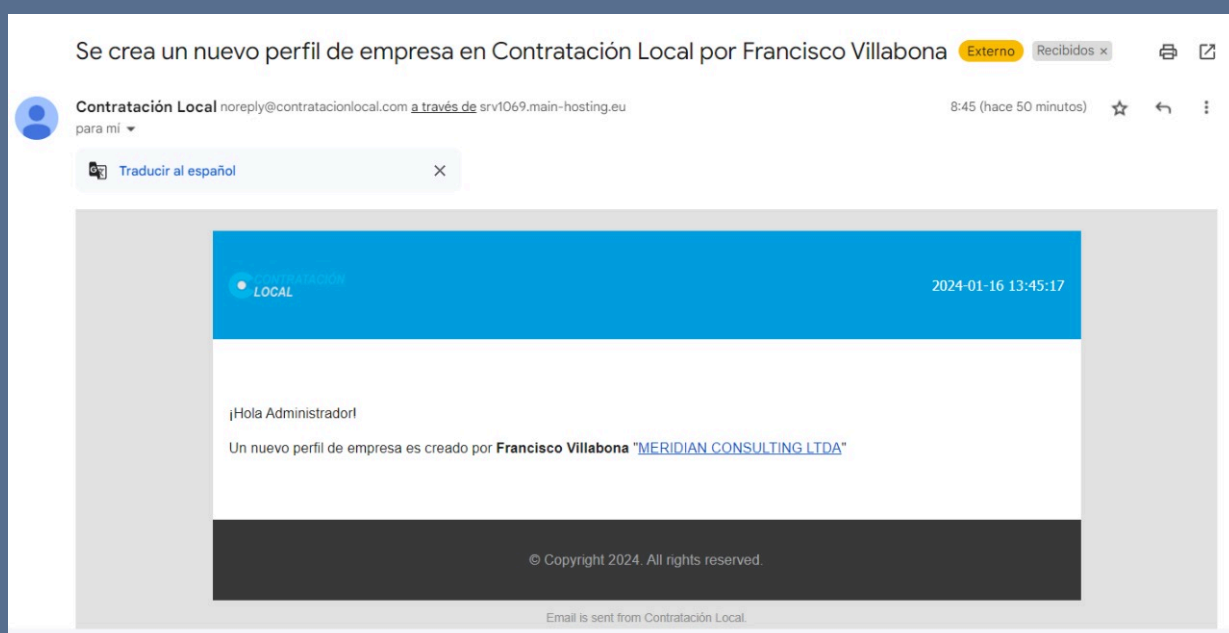 Se crea un nuevo perfil de empresa en Contratación Local por Francisco Villabona Externo Recibidos ×
Contratación Local noreply@contratacionlocal.com a través de srv1069.main-hosting.eu 8:45 (hace 50 minutos)
para mí
Traducir al español
CONTRATACIÓN
LOCAL
2024-01-16 13:45:17
¡Hola Administrador!
Un nuevo perfil de empresa es creado por Francisco Villabona "MERIDIAN CONSULTING LTDA"
© Copyright 2024. All rights reserved.
Email is sent from Contratación Local.